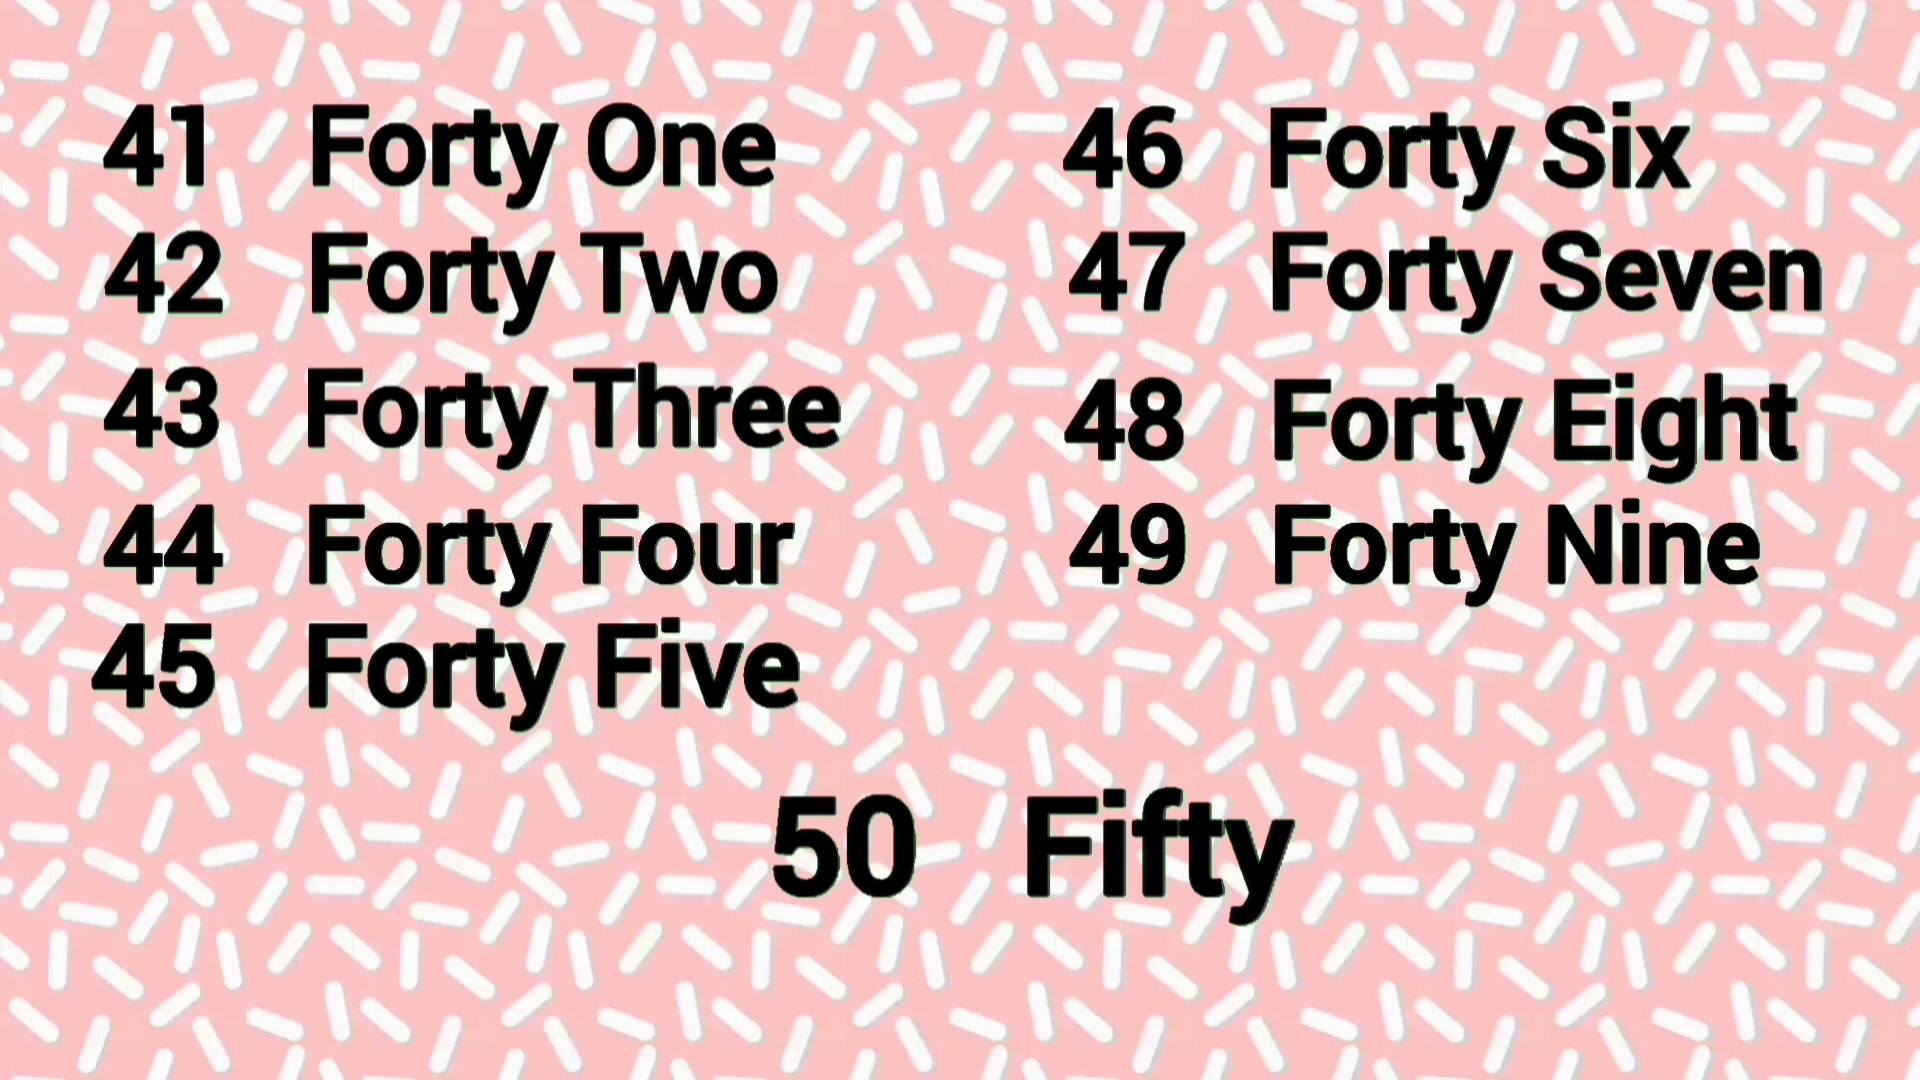 41 Forty One
42 Forty Two
43 Forty Three
44 Forty Four
45 Forty Five
46 Forty Six
47 Forty Seven
48 Forty Eight
49 Forty Nine
50 Fifty